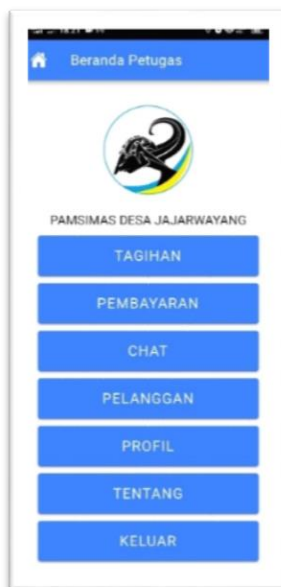 Beranda Petugas
PAMSIMAS DESA JAJARWAYANG
TAGIHAN
PEMBAYARAN
CHAT
PELANGGAN
PROFIL
TENTANG
KELUAR